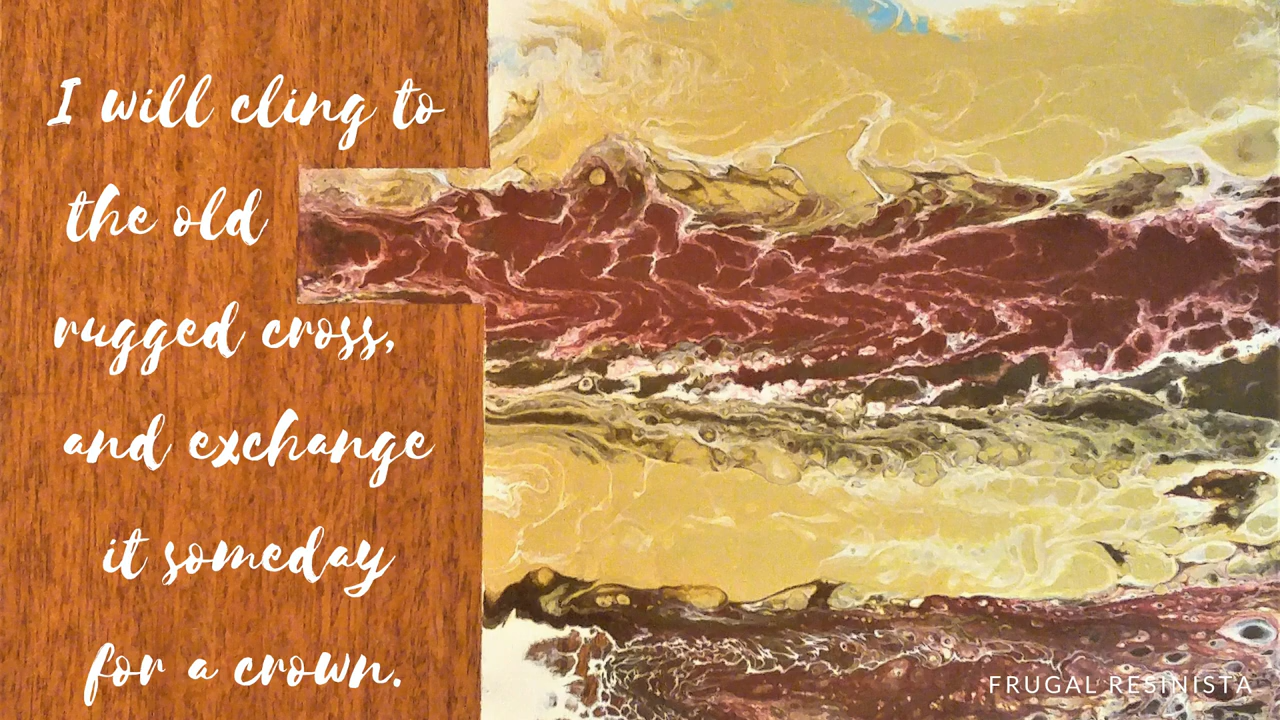 I will cling to
the old
rugged cross,
and exchange
it someday
for a crown.
FRUGAL RESINISTA